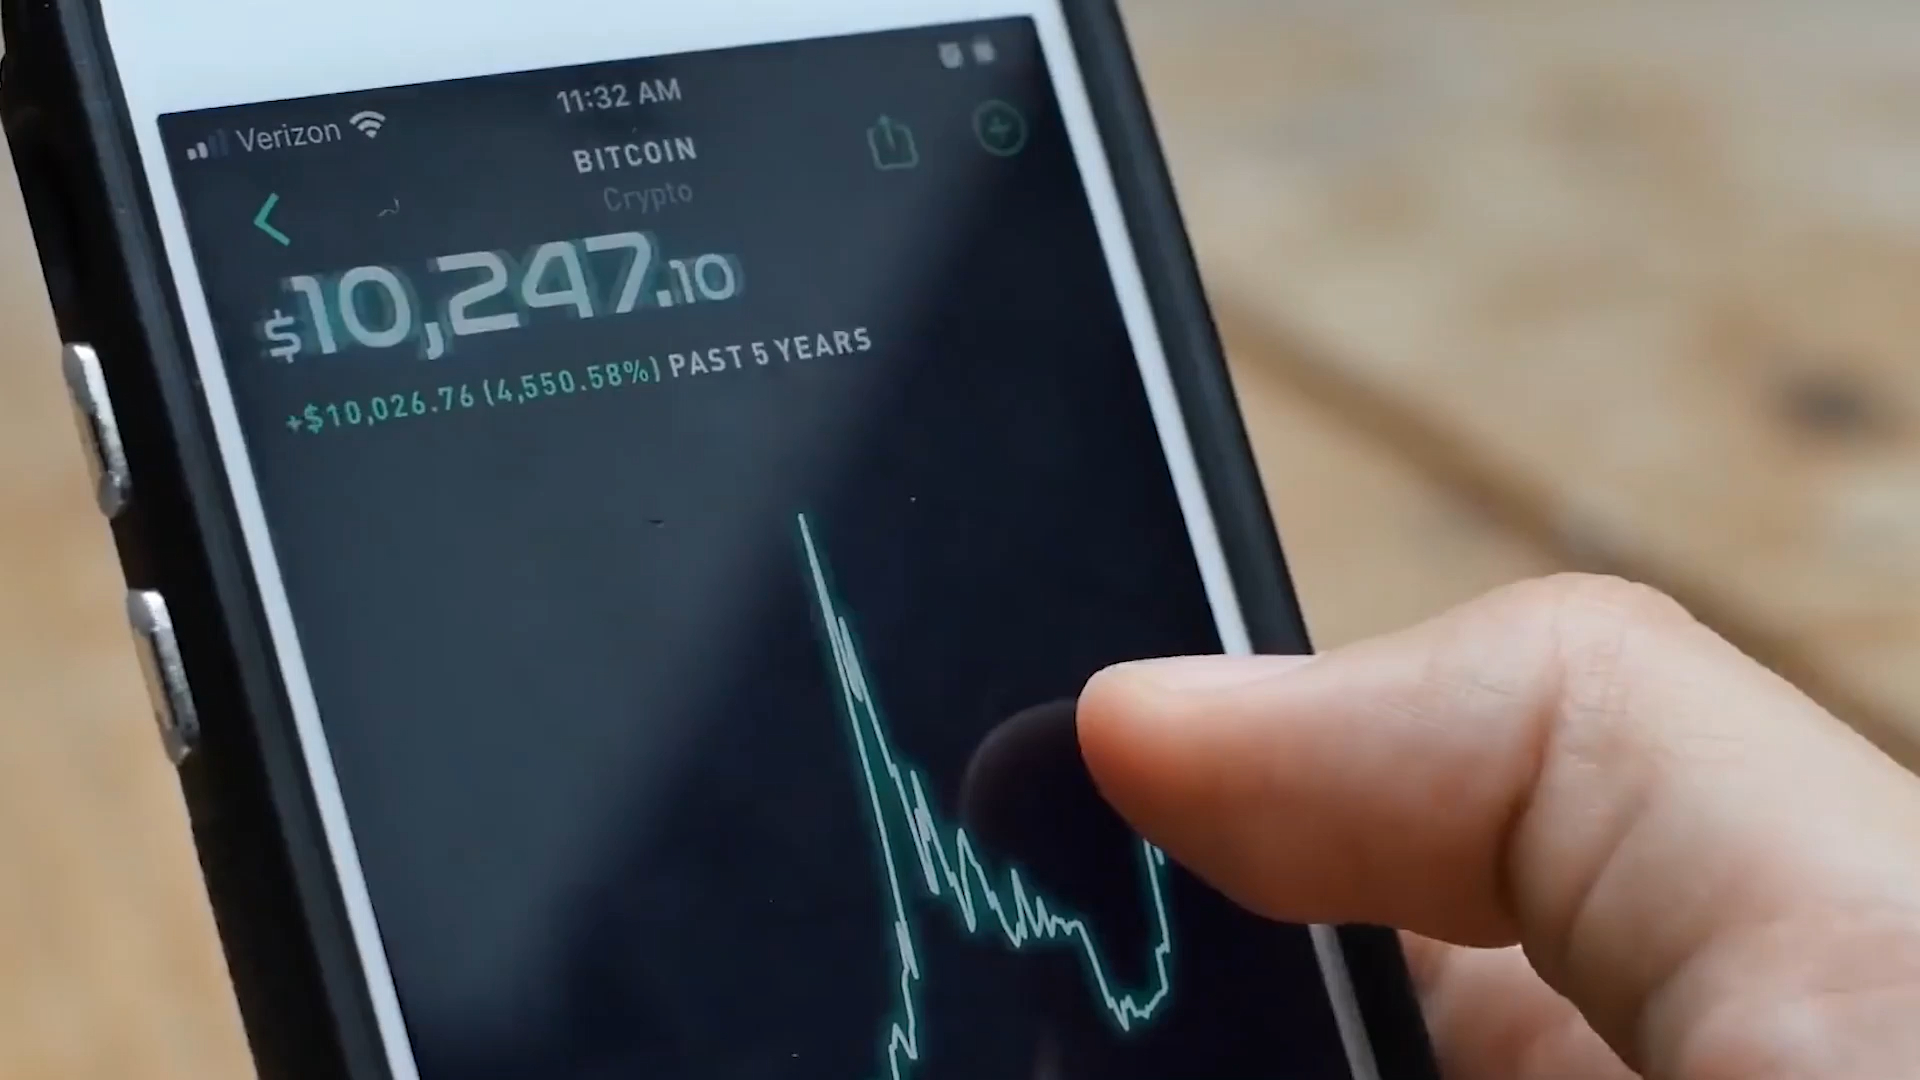 Verizon 11:32 AM
BITCOIN
Crypto
$10,247.10
+$10,026.76 (4,550.58%) PAST 5 YEARS